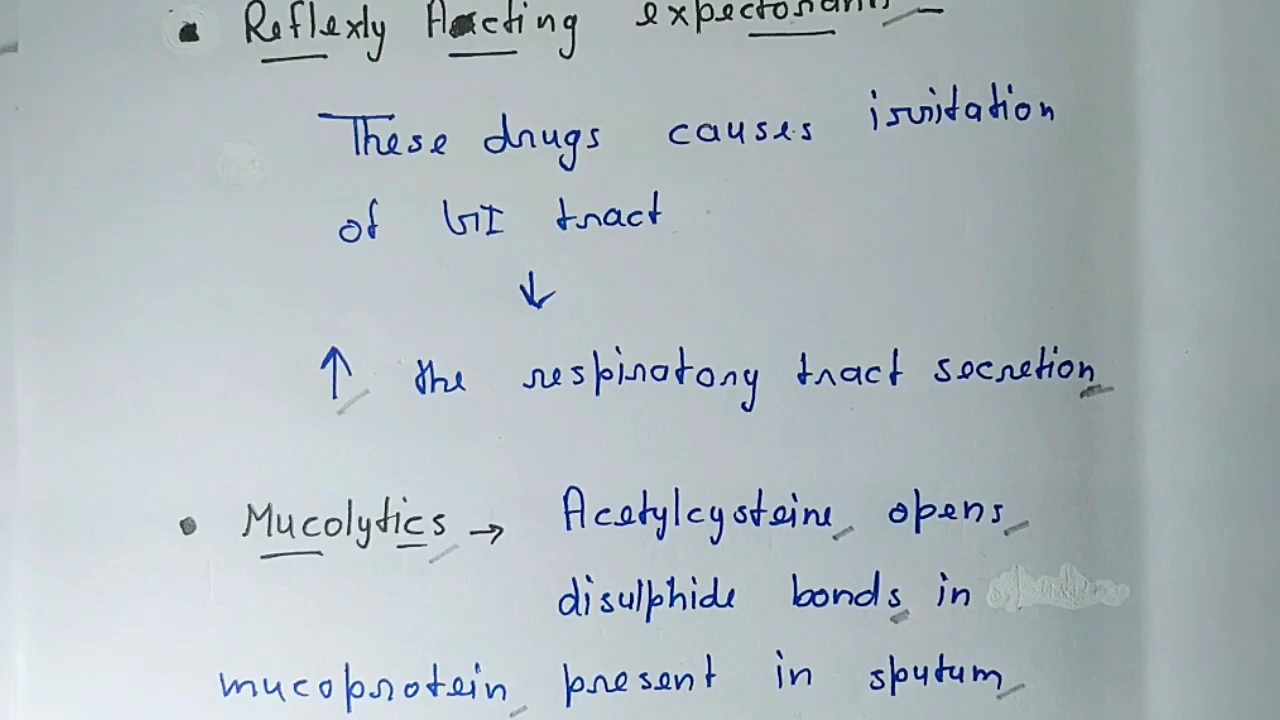 Reflexly Acting expectorants
These drugs causes irritation
of GI tract
↓
↑ the respiratory tract secretion
• Mucolytics → Acetylcysteine opens
disulphide bonds in
mucoprotein present in sputum